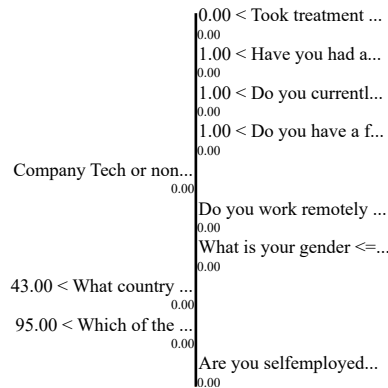 0.00 < Took treatment ...
0.00
1.00 < Have you had a...
0.00
1.00 < Do you currentl...
0.00
1.00 < Do you have a f...
0.00
Company Tech or non...
0.00
Do you work remotely ...
0.00
What is your gender <=...
0.00
43.00 < What country ...
0.00
95.00 < Which of the ...
0.00
Are you selfemployed...
0.00